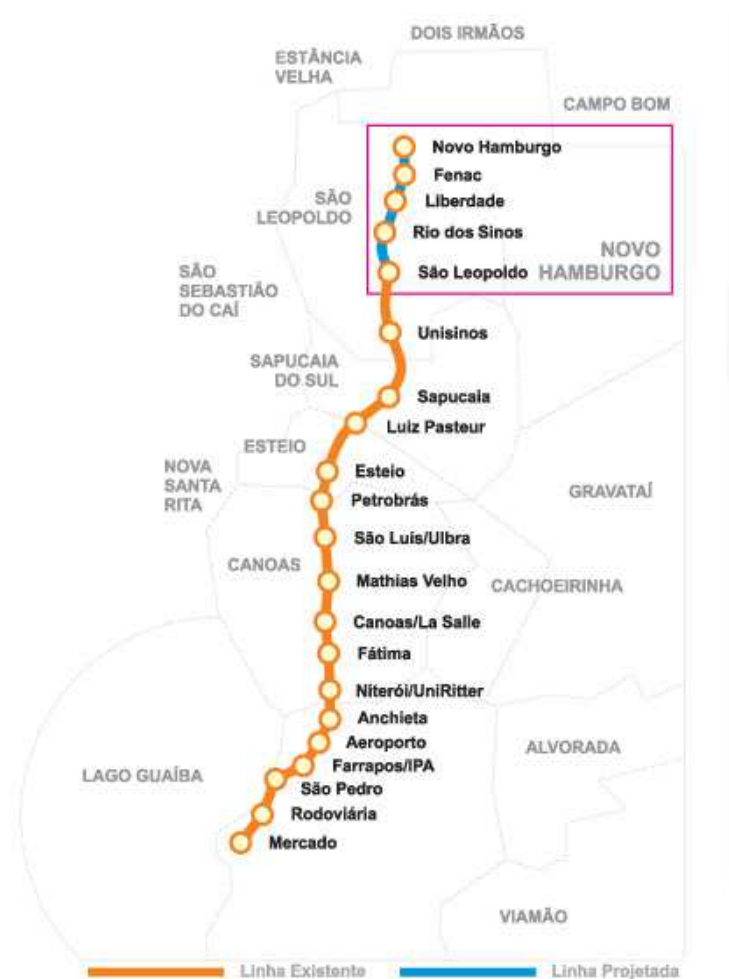 DOIS IRMÃOS
ESTÂNCIA
VELHA
CAMPO BOM
Novo Hamburgo
Fenac
Liberdade
SÃO
LEOPOLDO
Rio dos Sinos
NOVO
HAMBURGO
São Leopoldo
SÃO
SEBASTIÃO
DO CAÍ
Unisinos
SAPUCAIA
DO SUL
Sapucaia
Luiz Pasteur
ESTEIO
NOVA
SANTA
RITA
Esteio
GRAVATAÍ
Petrobrás
São Luis/Ulbra
CANOAS
Mathias Velho
CACHOEIRINHA
Canoas/La Salle
Fátima
Niterói/UniRitter
Anchieta
Aeroporto
ALVORADA
Farrapos/IPA
LAGO GUAÍBA
São Pedro
Rodoviária
Mercado
VIAMÃO
Linha Existente
Linha Projetada